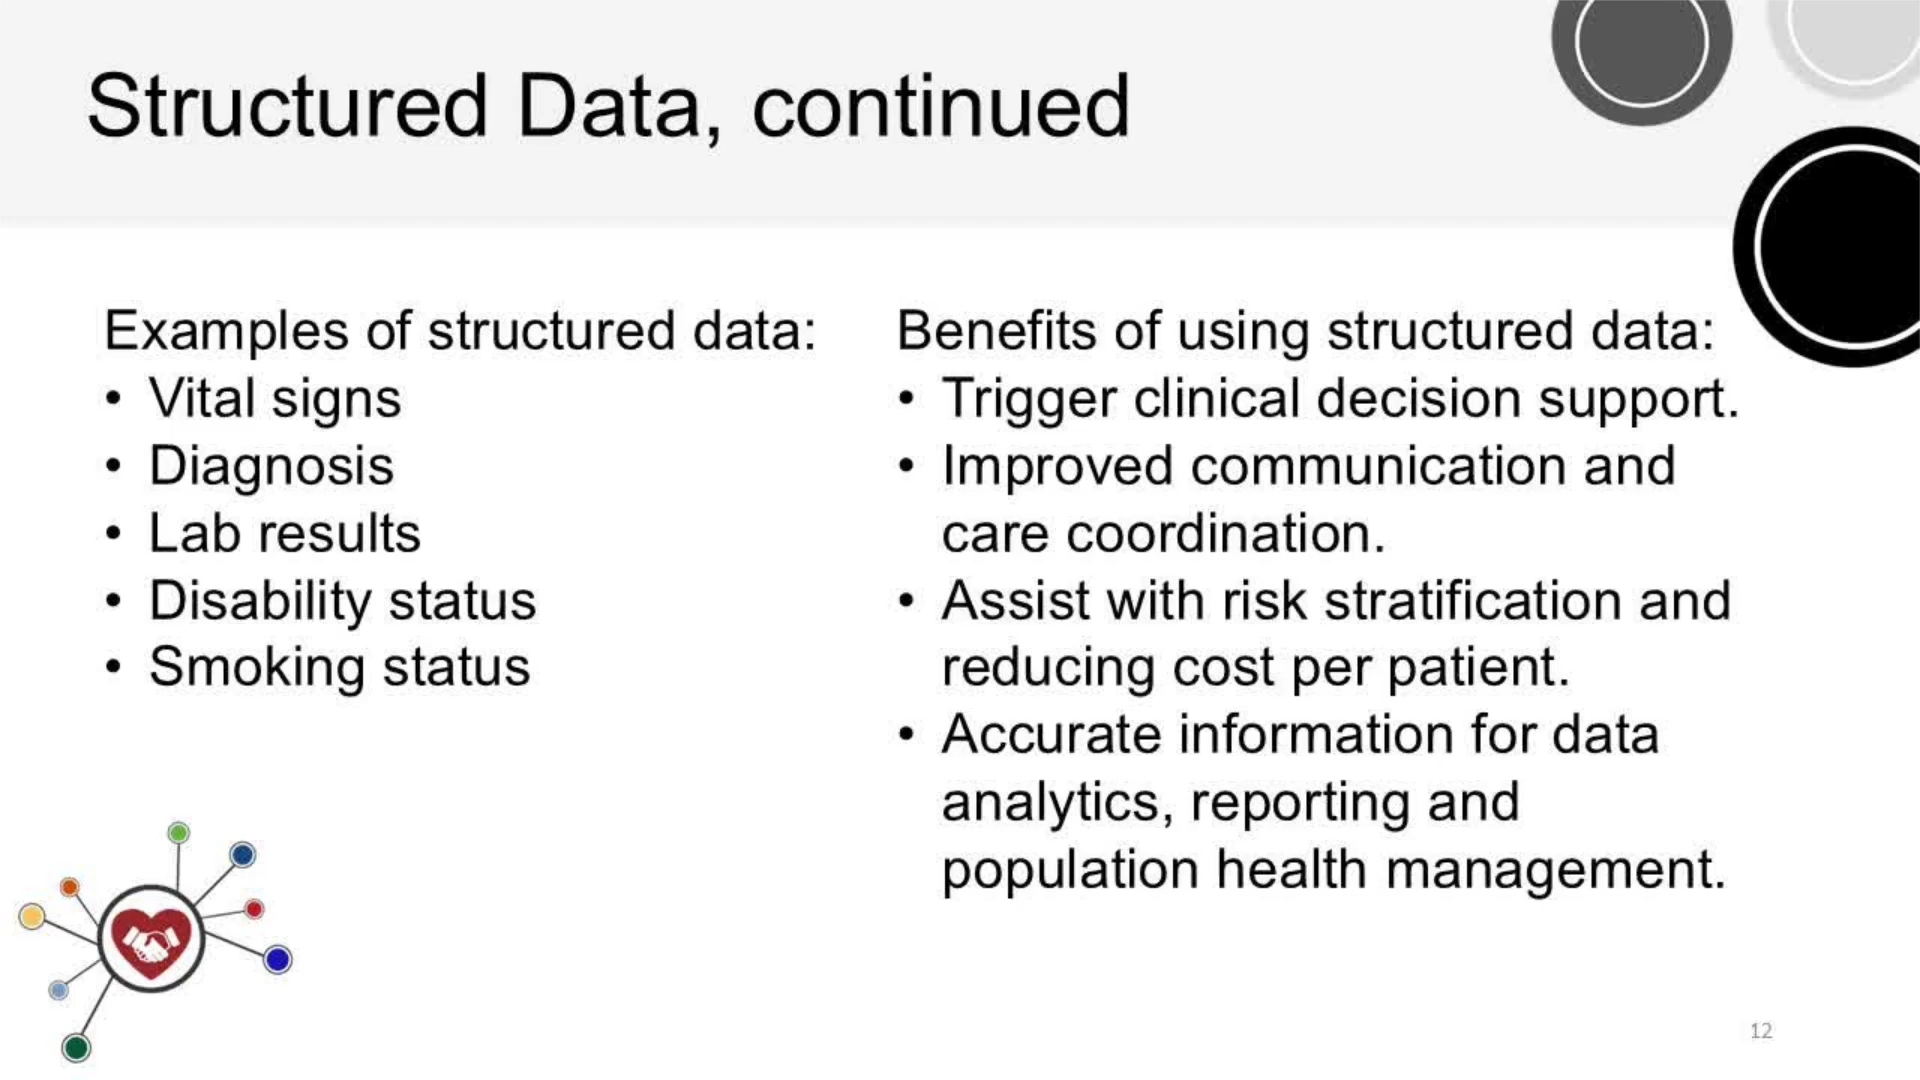 Structured Data, continued
Examples of structured data:
• Vital signs
• Diagnosis
• Lab results
• Disability status
• Smoking status
Benefits of using structured data:
• Trigger clinical decision support.
• Improved communication and
care coordination.
• Assist with risk stratification and
reducing cost per patient.
• Accurate information for data
analytics, reporting and
population health management.
12